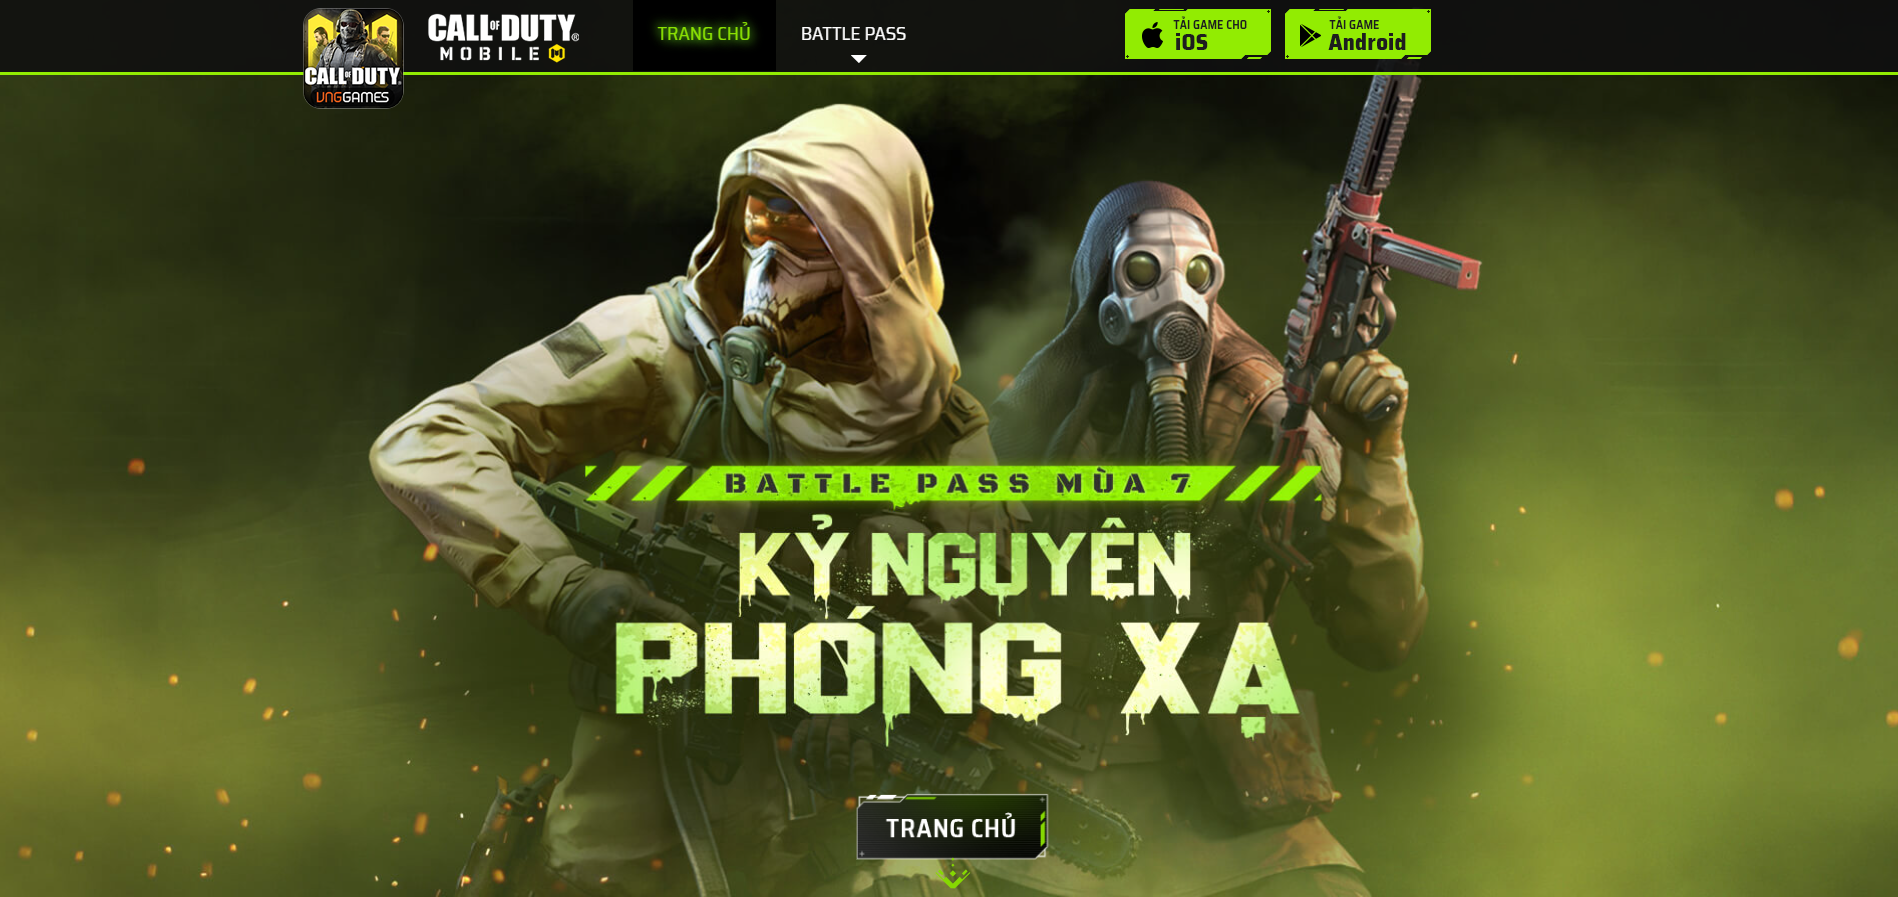 CALL OF DUTY
VNGGAMES
CALL OF DUTY®
MOBILE
TRANG CHỦ
BATTLE PASS
TẢI GAME CHO
iOS
TẢI GAME
Android
BATTLE PASS MÙA 7
KỶ NGUYÊN
PHÓNG XẠ
TRANG CHỦ